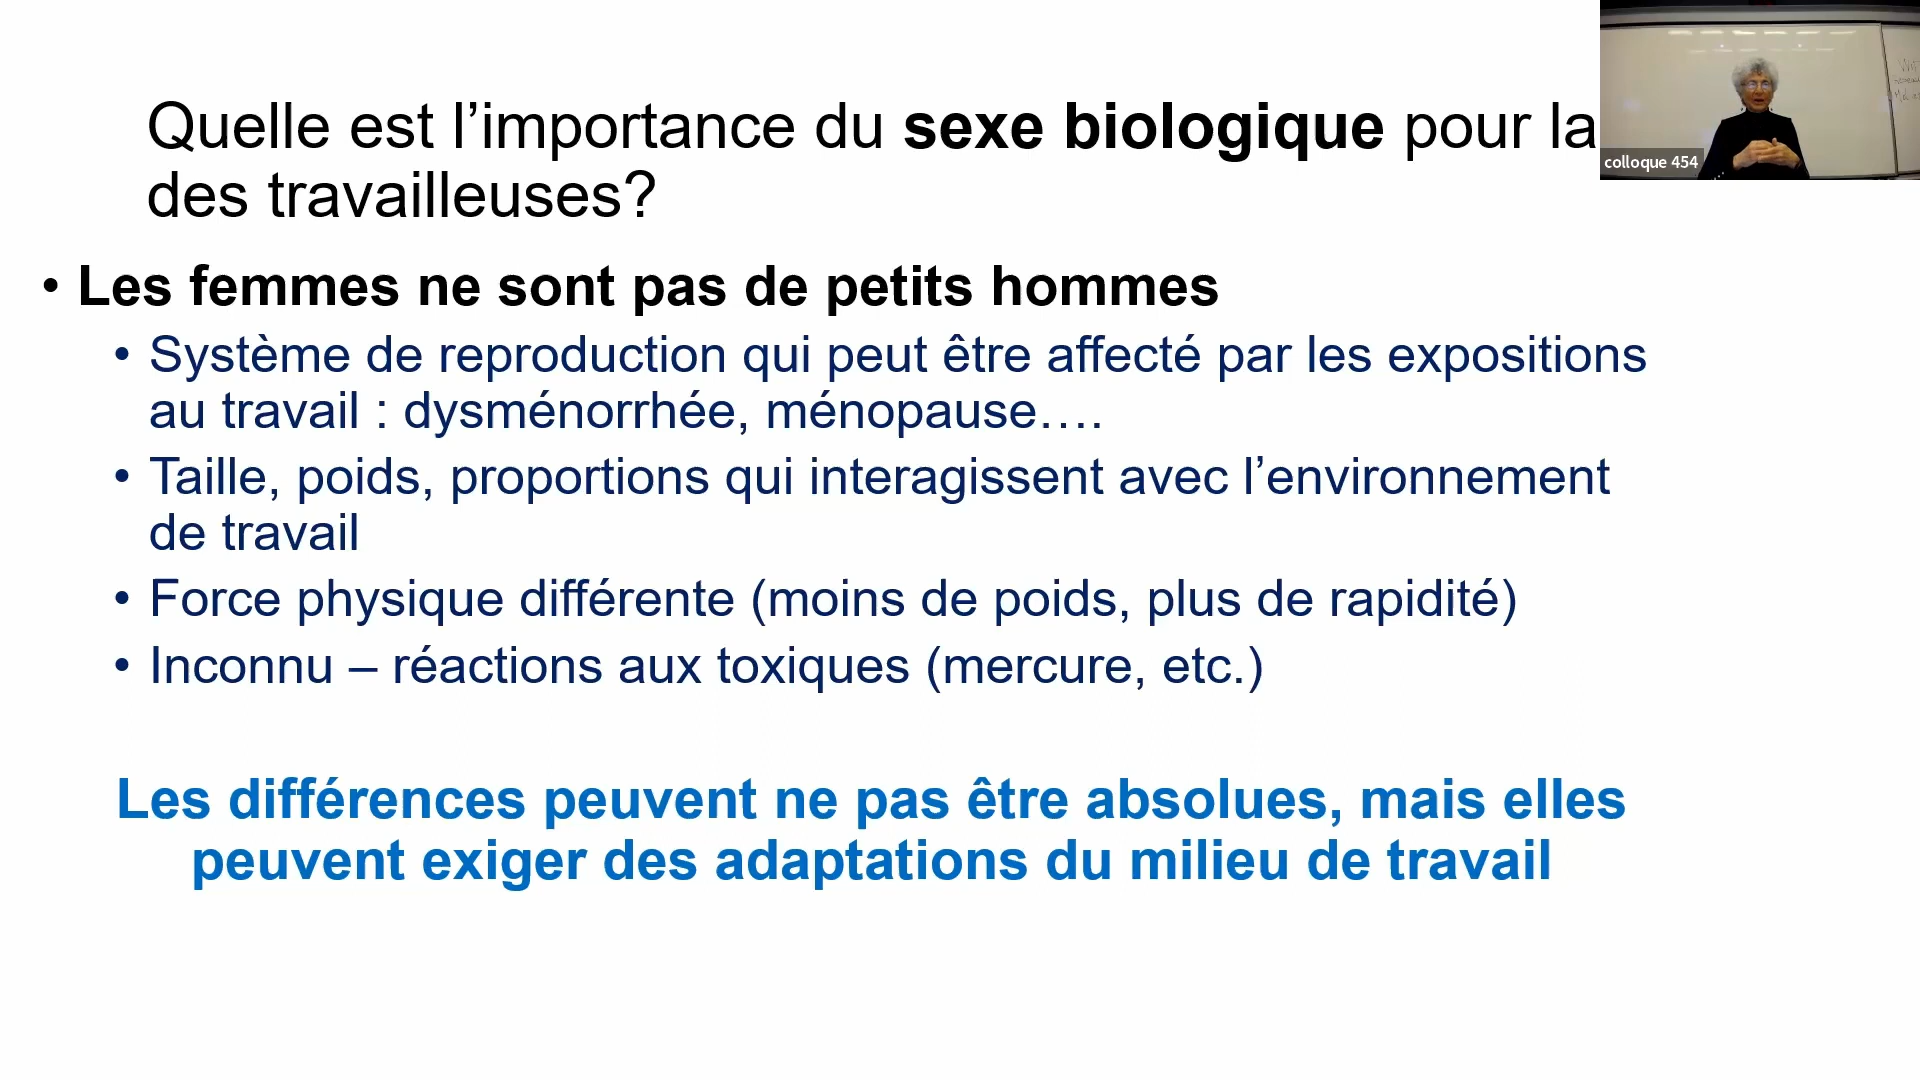 Quelle est l’importance du sexe biologique pour la
des travailleuses?
• Les femmes ne sont pas de petits hommes
• Système de reproduction qui peut être affecté par les expositions
au travail : dysménorrhée, ménopause….
• Taille, poids, proportions qui interagissent avec l’environnement
de travail
• Force physique différente (moins de poids, plus de rapidité)
• Inconnu – réactions aux toxiques (mercure, etc.)
Les différences peuvent ne pas être absolues, mais elles
peuvent exiger des adaptations du milieu de travail
colloque 454